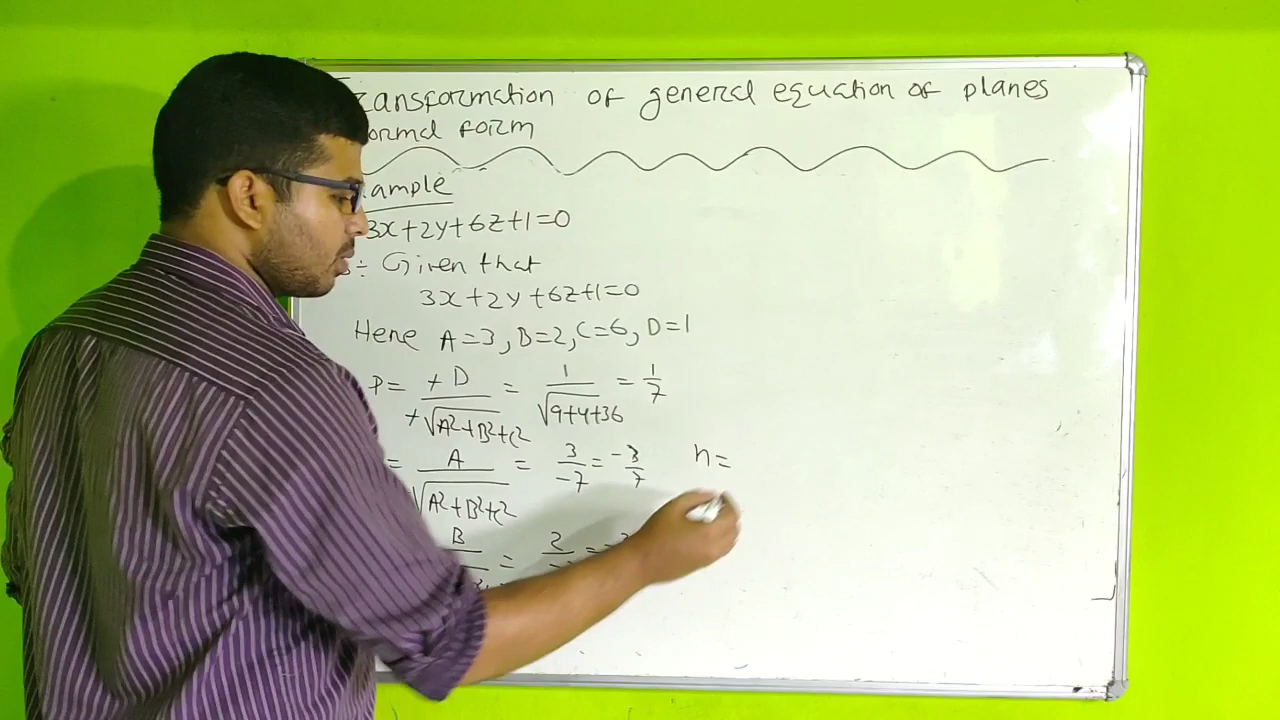 ransformation of general equation of planes
ormal form
ample
3x+2y+6z+1=0
Given that
3x+2y+6z+1=0
Here A=3, B=2, C=6, D=1
P= +D / +√A²+B²+C² = 1 / √9+4+36 = 1/7
= A / √A²+B²+C² = 3/-7 = -3/7 n=
B = 2